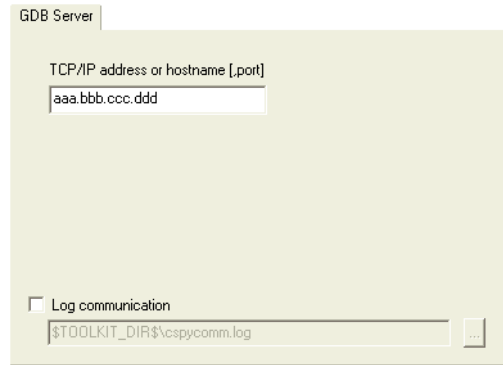 GDB Server
TCP/IP address or hostname [,port]
aaa.bbb.ccc.ddd
Log communication
$TOOLKIT_DIR$\cspycomm.log
...